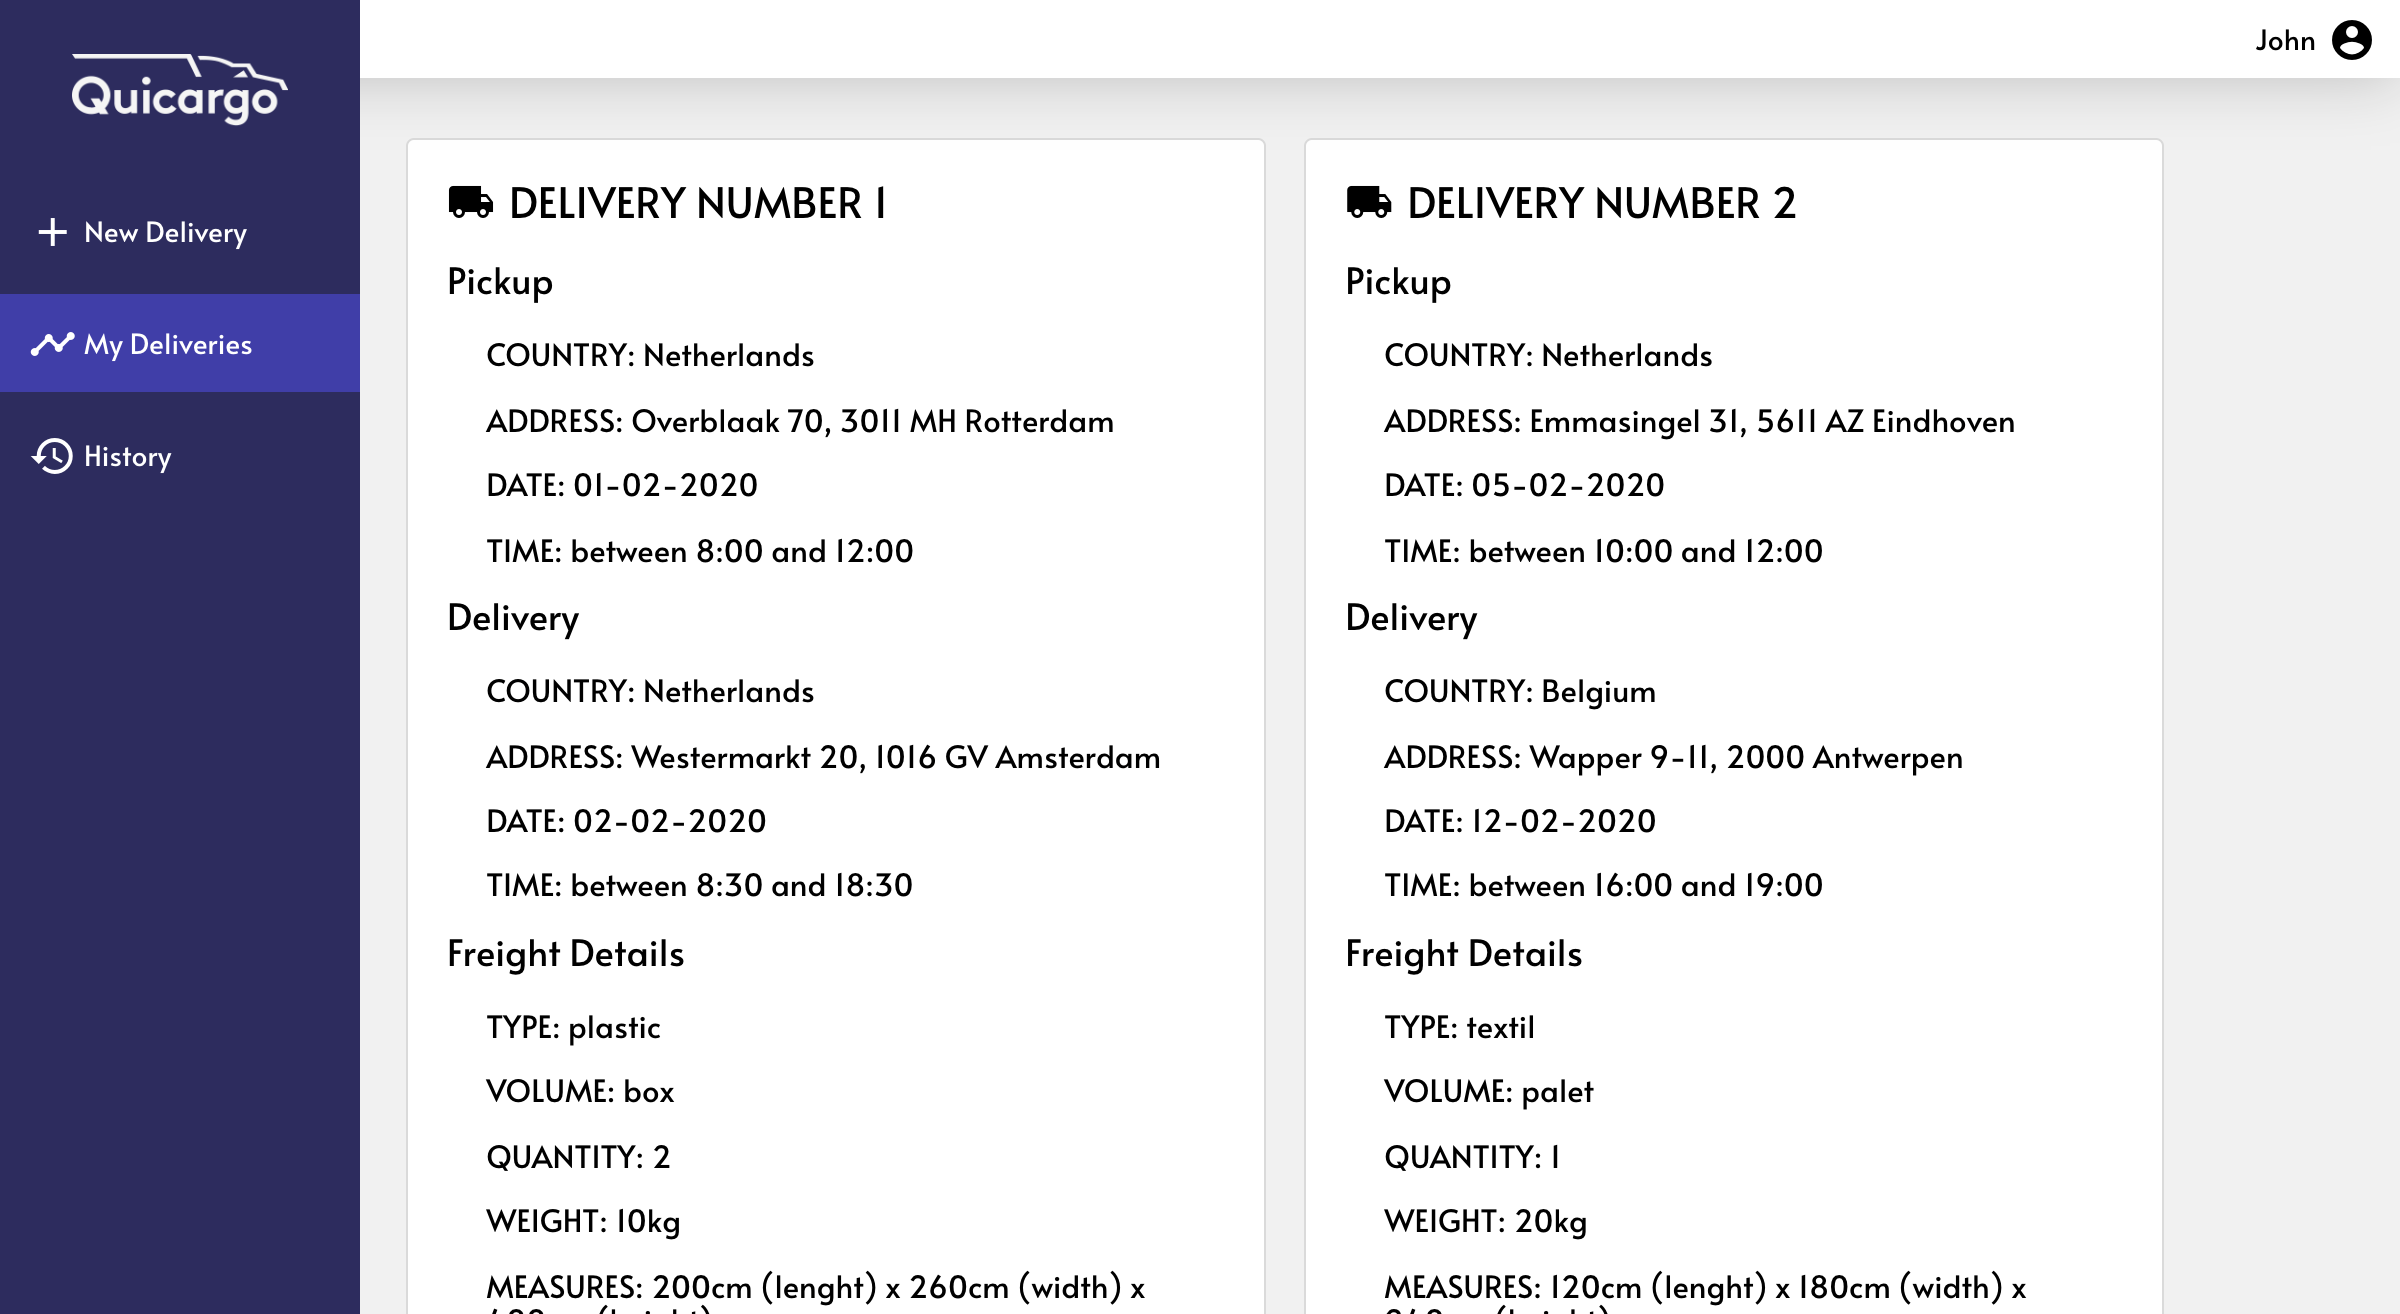 Quicargo
New Delivery
My Deliveries
History
John
DELIVERY NUMBER 1
Pickup
COUNTRY: Netherlands
ADDRESS: Overblaak 70, 3011 MH Rotterdam
DATE: 01-02-2020
TIME: between 8:00 and 12:00
Delivery
COUNTRY: Netherlands
ADDRESS: Westermarkt 20, 1016 GV Amsterdam
DATE: 02-02-2020
TIME: between 8:30 and 18:30
Freight Details
TYPE: plastic
VOLUME: box
QUANTITY: 2
WEIGHT: 10kg
MEASURES: 200cm (lenght) x 260cm (width) x
DELIVERY NUMBER 2
Pickup
COUNTRY: Netherlands
ADDRESS: Emmasingel 31, 5611 AZ Eindhoven
DATE: 05-02-2020
TIME: between 10:00 and 12:00
Delivery
COUNTRY: Belgium
ADDRESS: Wapper 9-11, 2000 Antwerpen
DATE: 12-02-2020
TIME: between 16:00 and 19:00
Freight Details
TYPE: textil
VOLUME: palet
QUANTITY: 1
WEIGHT: 20kg
MEASURES: 120cm (lenght) x 180cm (width) x